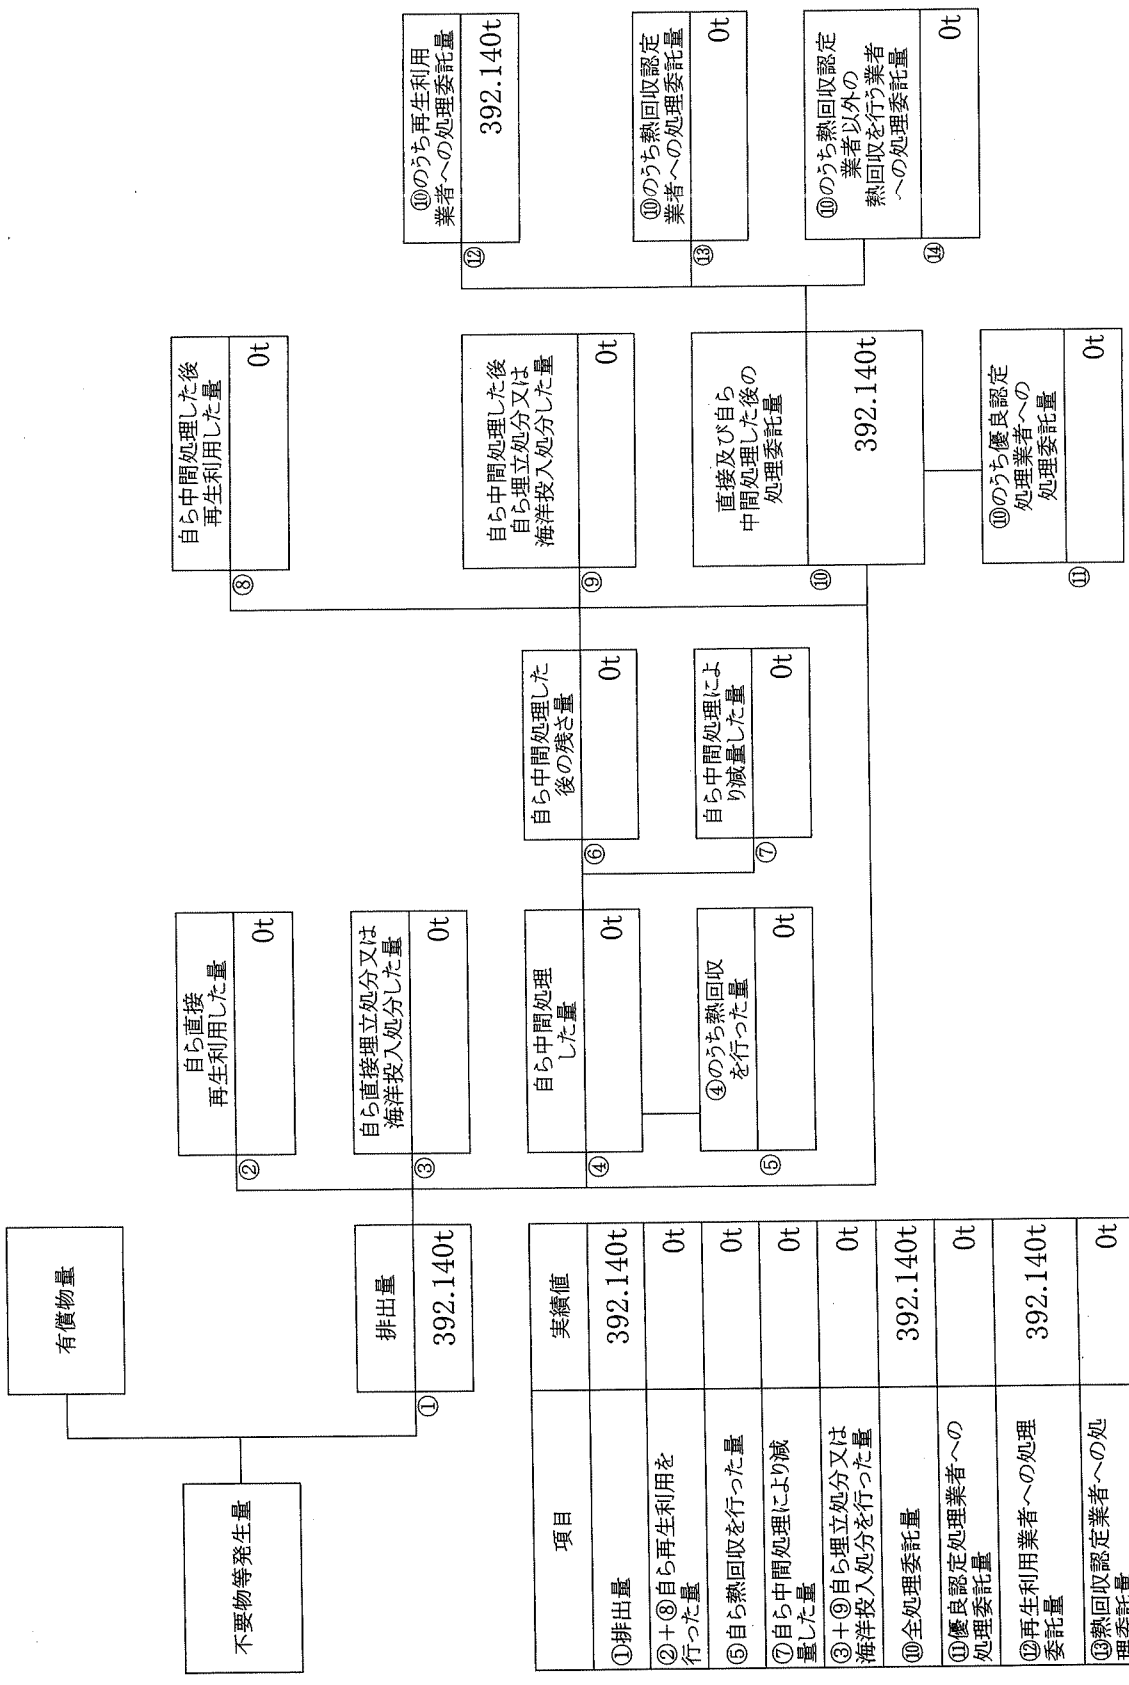 不要物等発生量
有償物量
排出量
①
392.140t
自ら直接
再生利用した量
②
0t
自ら直接埋立処分又は
海洋投入処分した量
③
0t
自ら中間処理
した量
④
0t
④のうち熱回収
を行った量
⑤
0t
自ら中間処理した
後の残さ量
⑥
0t
自ら中間処理によ
り減量した量
⑦
0t
自ら中間処理した後
再生利用した量
⑧
0t
自ら中間処理した後
自ら埋立処分又は
海洋投入処分した量
⑨
0t
直接及び自ら
中間処理した後の
処理委託量
⑩
392.140t
⑩のうち優良認定
処理業者への
処理委託量
⑪
0t
⑩のうち再生利用
業者への処理委託量
⑫
392.140t
⑩のうち熱回収認定
業者への処理委託量
⑬
0t
⑩のうち熱回収認定
業者以外の
熱回収を行う業者
への処理委託量
⑭
0t
項目 実績値
①排出量 392.140t
②+⑧自ら再生利用を
行った量 0t
⑤自ら熱回収を行った量 0t
⑦自ら中間処理により減
量した量 0t
③+⑨自ら埋立処分又は
海洋投入処分を行った量 0t
⑩全処理委託量 392.140t
⑪優良認定処理業者への
処理委託量 0t
⑫再生利用業者への処理
委託量 392.140t
⑬熱回収認定業者への処
理委託量 0t